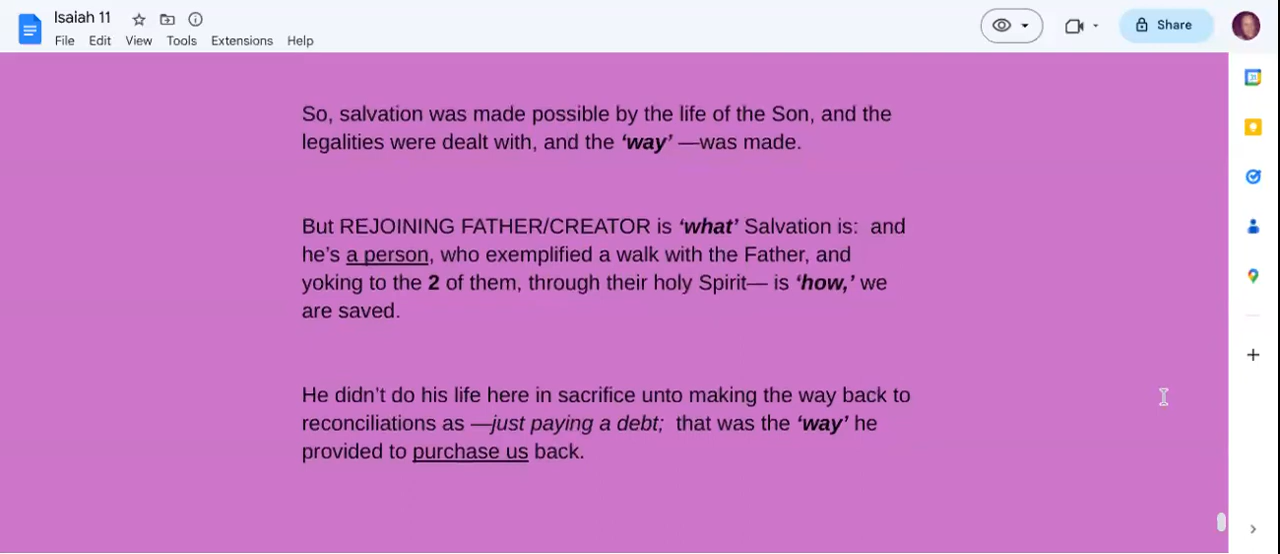 Isaiah 11
File Edit View Tools Extensions Help
Share
So, salvation was made possible by the life of the Son, and the
legalities were dealt with, and the ‘way’ —was made.
But REJOINING FATHER/CREATOR is ‘what’ Salvation is:  and
he’s a person, who exemplified a walk with the Father, and
yoking to the 2 of them, through their holy Spirit— is ‘how,’ we
are saved.
He didn’t do his life here in sacrifice unto making the way back to
reconciliations as —just paying a debt;  that was the ‘way’ he
provided to purchase us back.